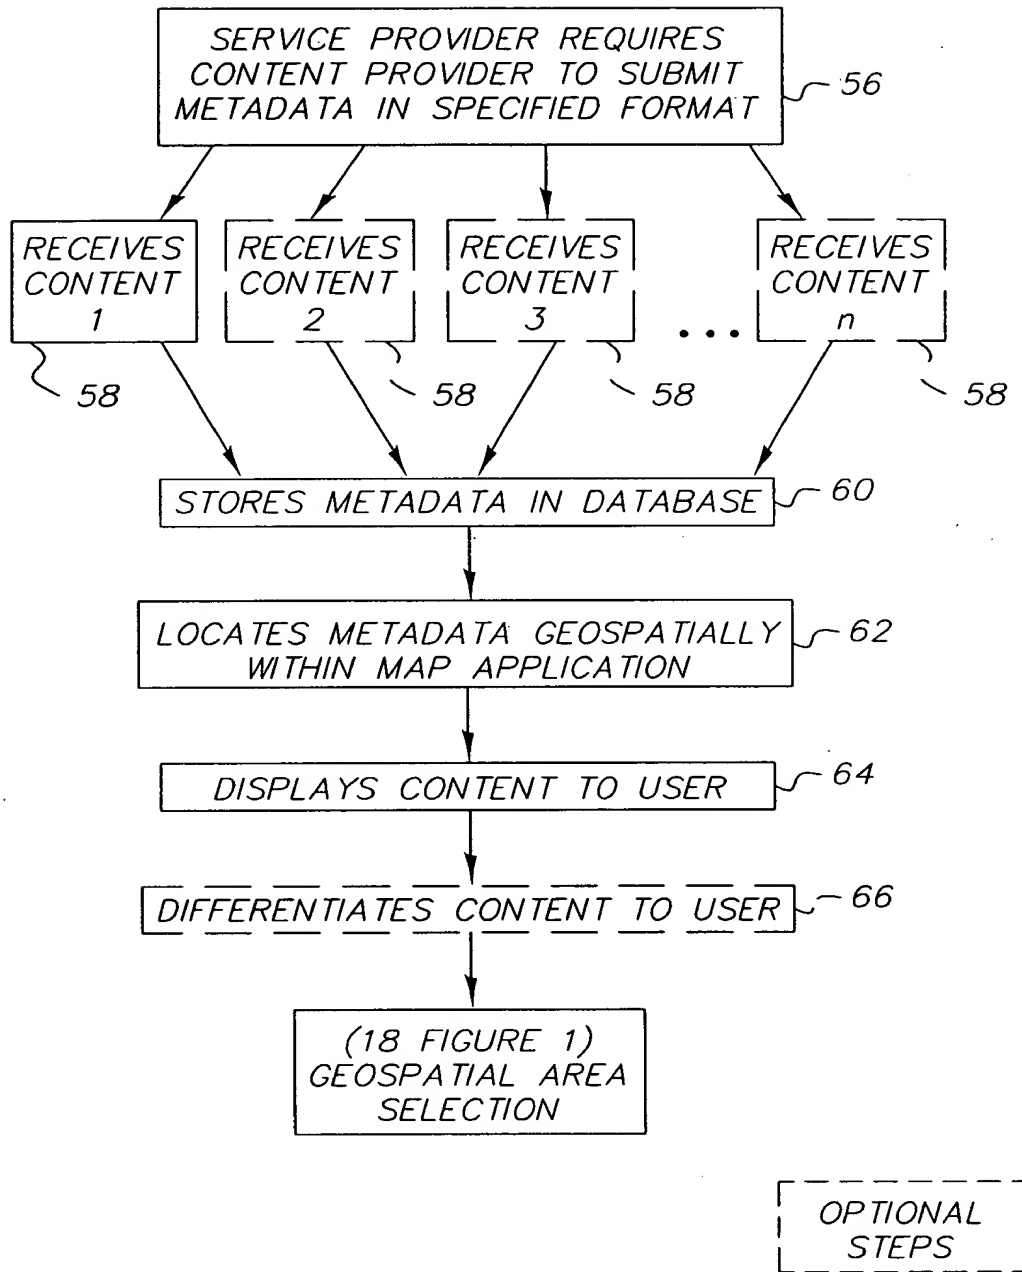 SERVICE PROVIDER REQUIRES
CONTENT PROVIDER TO SUBMIT
METADATA IN SPECIFIED FORMAT
56
RECEIVES
CONTENT
1
58
RECEIVES
CONTENT
2
58
RECEIVES
CONTENT
3
58
...
RECEIVES
CONTENT
n
58
STORES METADATA IN DATABASE
60
LOCATES METADATA GEOSPATIALLY
WITHIN MAP APPLICATION
62
DISPLAYS CONTENT TO USER
64
DIFFERENTIATES CONTENT TO USER
66
(18 FIGURE 1)
GEOSPATIAL AREA
SELECTION
OPTIONAL
STEPS